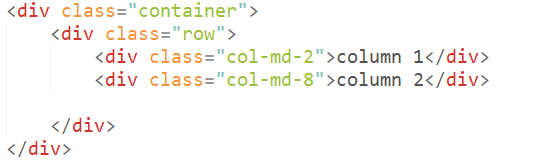 <div class="container">
    <div class="row">
        <div class="col-md-2">column 1</div>
        <div class="col-md-8">column 2</div>

    </div>
</div>